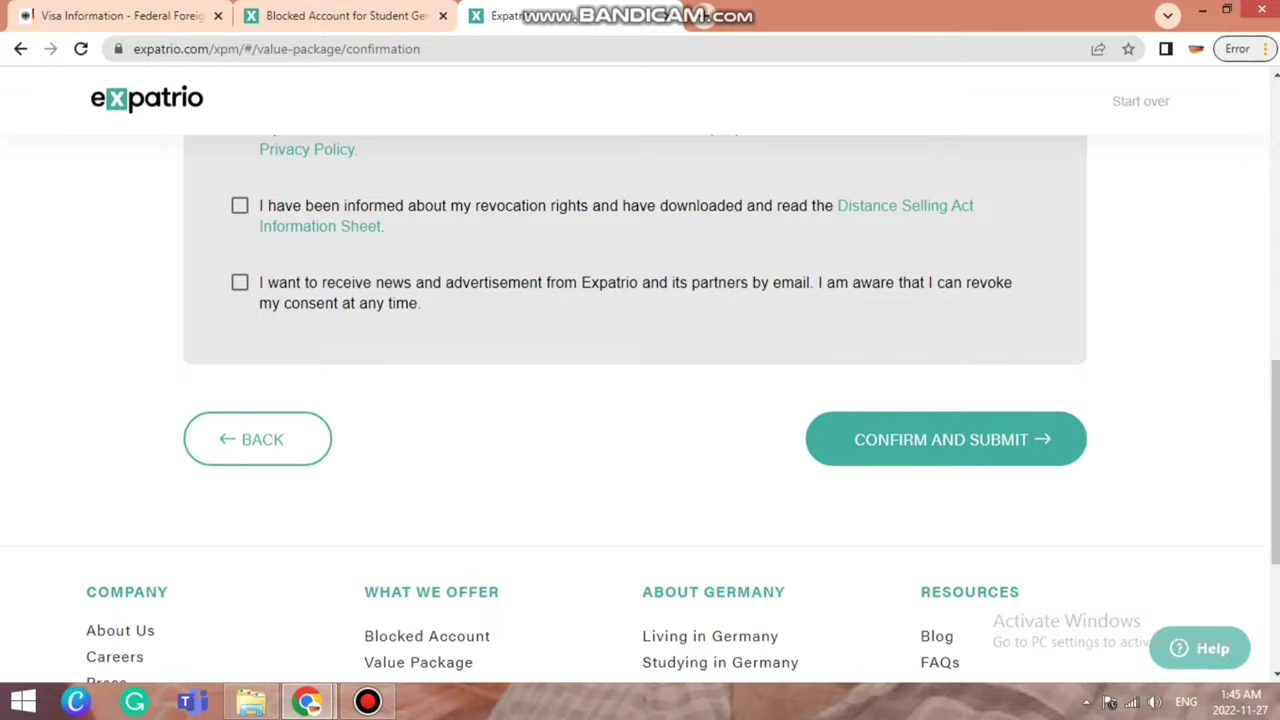 Visa Information - Federal Foreig
Blocked Account for Student Ger
Expatri
www.BANDICAM.com
expatrio.com/xpm/#/value-package/confirmation
Error
expatrio
Start over
Privacy Policy.
I have been informed about my revocation rights and have downloaded and read the Distance Selling Act
Information Sheet.
I want to receive news and advertisement from Expatrio and its partners by email. I am aware that I can revoke
my consent at any time.
← BACK
CONFIRM AND SUBMIT →
COMPANY
WHAT WE OFFER
ABOUT GERMANY
RESOURCES
About Us
Blocked Account
Living in Germany
Blog
Careers
Value Package
Studying in Germany
FAQs
Activate Windows
Go to PC settings to activ
Help
ENG
1:45 AM
2022-11-27